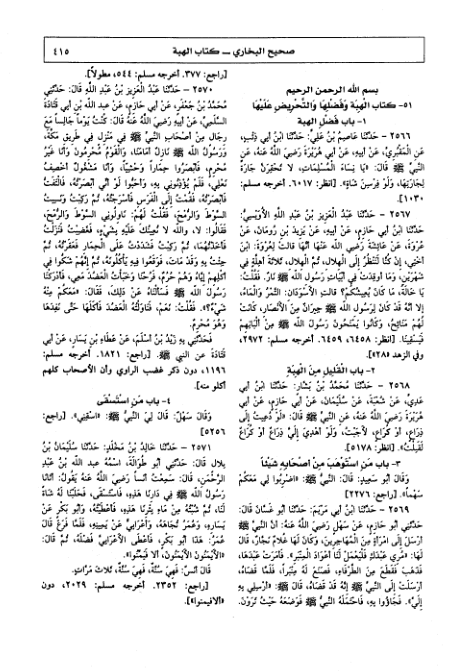 صحيح البخاري ـــ كتاب الهبة
٤١٥
بسم الله الرحمن الرحيم
٥١- كتاب الهِبَة وَفَضْلِهَا وَالتَّحْرِيضِ عَلَيْهَا
١- باب فَضْلِ الهبة
٢٥٦٦ - حَدَّثَنَا عَاصِمُ بْنُ عَلِيٍّ: حَدَّثَنَا ابْنُ أَبِي ذِئْبٍ،
عَنِ الْمَقْبُرِيِّ، عَنْ أَبِيهِ، عَنْ أَبِي هُرَيْرَةَ رَضِيَ اللَّهُ عَنْهُ، عَنِ
النَّبِيِّ ﷺ قَالَ: «يَا نِسَاءَ الْمُسْلِمَاتِ، لَا تَحْقِرَنَّ جَارَةٌ
لِجَارَتِهَا، وَلَوْ فِرْسِنَ شَاةٍ». [انظر: ٦٠١٧. أخرجه مسلم:
١٠٣٠]
٢٥٦٧ - حَدَّثَنَا عَبْدُ الْعَزِيزِ بْنُ عَبْدِ اللَّهِ الْأُوَيْسِيُّ:
حَدَّثَنَا ابْنُ أَبِي حَازِمٍ، عَنْ أَبِيهِ، عَنْ يَزِيدَ بْنِ رُومَانَ، عَنْ
عُرْوَةَ، عَنْ عَائِشَةَ رَضِيَ اللَّهُ عَنْهَا أَنَّهَا قَالَتْ لِعُرْوَةَ: ابْنَ
أُخْتِي، إِنْ كُنَّا لَنَنْظُرُ إِلَى الْهِلَالِ، ثُمَّ الْهِلَالِ، ثَلَاثَةَ أَهِلَّةٍ فِي
شَهْرَيْنِ، وَمَا أُوقِدَتْ فِي أَبْيَاتِ رَسُولِ اللَّهِ ﷺ نَارٌ. فَقُلْتُ:
يَا خَالَةُ، مَا كَانَ يُعِيشُكُمْ؟ قَالَتِ: الْأَسْوَدَانِ: التَّمْرُ وَالْمَاءُ،
إِلَّا أَنَّهُ قَدْ كَانَ لِرَسُولِ اللَّهِ ﷺ جِيرَانٌ مِنَ الْأَنْصَارِ، كَانَتْ
لَهُمْ مَنَائِحُ، وَكَانُوا يَمْنَحُونَ رَسُولَ اللَّهِ ﷺ مِنْ أَلْبَانِهِمْ
فَيَسْقِينَا. [انظر: ٦٤٥٨، ٦٤٥٩. أخرجه مسلم: ٢٩٧٢،
وفي الزهد «٢٨»]
٢- باب الْقَلِيلِ مِنَ الْهِبَةِ
٢٥٦٨ - حَدَّثَنَا مُحَمَّدُ بْنُ بَشَّارٍ: حَدَّثَنَا ابْنُ أَبِي
عَدِيٍّ، عَنْ شُعْبَةَ، عَنْ سُلَيْمَانَ، عَنْ أَبِي حَازِمٍ، عَنْ أَبِي
هُرَيْرَةَ رَضِيَ اللَّهُ عَنْهُ، عَنِ النَّبِيِّ ﷺ قَالَ: «لَوْ دُعِيتُ إِلَى
ذِرَاعٍ، أَوْ كُرَاعٍ، لَأَجَبْتُ، وَلَوْ أُهْدِيَ إِلَيَّ ذِرَاعٌ أَوْ كُرَاعٌ
لَقَبِلْتُ». [انظر: ٥١٧٨]
٣- باب مَنِ اسْتَوْهَبَ مِنْ أَصْحَابِهِ شَيْئًا
وَقَالَ أَبُو سَعِيدٍ: قَالَ النَّبِيُّ ﷺ: «اضْرِبُوا لِي مَعَكُمْ
سَهْمًا». [راجع: ٢٢٧٦]
٢٥٦٩ - حَدَّثَنَا ابْنُ أَبِي مَرْيَمَ: حَدَّثَنَا أَبُو غَسَّانَ قَالَ:
حَدَّثَنِي أَبُو حَازِمٍ، عَنْ سَهْلٍ رَضِيَ اللَّهُ عَنْهُ: أَنَّ النَّبِيَّ ﷺ
أَرْسَلَ إِلَى امْرَأَةٍ مِنَ الْمُهَاجِرِينَ، وَكَانَ لَهَا غُلَامٌ نَجَّارٌ، قَالَ
لَهَا: «مُرِي عَبْدَكِ فَلْيَعْمَلْ لَنَا أَعْوَادَ الْمِنْبَرِ». فَأَمَرَتْ عَبْدَهَا،
فَذَهَبَ فَقَطَعَ مِنَ الطَّرْفَاءِ، فَصَنَعَ لَهُ مِنْبَرًا، فَلَمَّا قَضَاهُ،
أَرْسَلَتْ إِلَى النَّبِيِّ ﷺ إِنَّهُ قَدْ قَضَاهُ، قَالَ ﷺ: «أَرْسِلِي بِهِ
إِلَيَّ». فَجَاؤُوا بِهِ، فَاحْتَمَلَهُ النَّبِيُّ ﷺ فَوَضَعَهُ حَيْثُ تَرَوْنَ.
[راجع: ٣٧٧. أخرجه مسلم: ٥٤٤، مطولاً].
٢٥٧٠ - حَدَّثَنَا عَبْدُ الْعَزِيزِ بْنُ عَبْدِ اللَّهِ قَالَ: حَدَّثَنِي
مُحَمَّدُ بْنُ جَعْفَرٍ، عَنْ أَبِي حَازِمٍ، عَنْ عَبْدِ اللَّهِ بْنِ أَبِي قَتَادَةَ
السَّلَمِيِّ، عَنْ أَبِيهِ رَضِيَ اللَّهُ عَنْهُ قَالَ: كُنْتُ يَوْمًا جَالِسًا مَعَ
رِجَالٍ مِنْ أَصْحَابِ النَّبِيِّ ﷺ فِي مَنْزِلٍ فِي طَرِيقِ مَكَّةَ،
وَرَسُولُ اللَّهِ ﷺ نَازِلٌ أَمَامَنَا، وَالْقَوْمُ مُحْرِمُونَ وَأَنَا غَيْرُ
مُحْرِمٍ، فَأَبْصَرُوا حِمَارًا وَحْشِيًّا، وَأَنَا مَشْغُولٌ أَخْصِفُ
نَعْلِي، فَلَمْ يُؤْذِنُونِي بِهِ، وَأَحَبُّوا لَوْ أَنِّي أَبْصَرْتُهُ، فَالْتَفَتُّ
فَأَبْصَرْتُهُ، فَقُمْتُ إِلَى الْفَرَسِ فَأَسْرَجْتُهُ، ثُمَّ رَكِبْتُ وَنَسِيتُ
السَّوْطَ وَالرُّمْحَ، فَقُلْتُ لَهُمْ: نَاوِلُونِي السَّوْطَ وَالرُّمْحَ،
فَقَالُوا: لَا، وَاللَّهِ لَا نُعِينُكَ عَلَيْهِ بِشَيْءٍ، فَغَضِبْتُ فَنَزَلْتُ
فَأَخَذْتُهُمَا، ثُمَّ رَكِبْتُ فَشَدَدْتُ عَلَى الْحِمَارِ فَعَقَرْتُهُ، ثُمَّ
جِئْتُ بِهِ وَقَدْ مَاتَ، فَوَقَعُوا فِيهِ يَأْكُلُونَهُ، ثُمَّ إِنَّهُمْ شَكُّوا فِي
أَكْلِهِمْ إِيَّاهُ وَهُمْ حُرُمٌ، فَرُحْنَا وَخَبَأْتُ الْعَضُدَ مَعِي، فَأَدْرَكْنَا
رَسُولَ اللَّهِ ﷺ فَسَأَلْنَاهُ عَنْ ذَلِكَ، فَقَالَ: «مَعَكُمْ مِنْهُ
شَيْءٌ؟». فَقُلْتُ: نَعَمْ، فَنَاوَلْتُهُ الْعَضُدَ فَأَكَلَهَا حَتَّى نَفِدَهَا
وَهُوَ مُحْرِمٌ.
فَحَدَّثَنِي بِهِ زَيْدُ بْنُ أَسْلَمَ، عَنْ عَطَاءِ بْنِ يَسَارٍ، عَنْ أَبِي
قَتَادَةَ عن النبي ﷺ. [راجع: ١٨٢١. أخرجه مسلم:
١١٩٦، دون ذكر غضب الراوي وأن الأصحاب كلهم
أكلو منه].
٤- باب مَنِ اسْتَسْقَى
وَقَالَ سَهْلٌ: قَالَ لِيَ النَّبِيُّ ﷺ: «اسْقِنِي». [راجع:
٥٢٥٦]
٢٥٧١ - حَدَّثَنَا خَالِدُ بْنُ مَخْلَدٍ: حَدَّثَنَا سُلَيْمَانُ بْنُ
بِلَالٍ قَالَ: حَدَّثَنِي أَبُو طُوَالَةَ، اسْمُهُ عَبْدُ اللَّهِ بْنُ عَبْدِ
الرَّحْمَنِ، قَالَ: سَمِعْتُ أَنَسًا رَضِيَ اللَّهُ عَنْهُ يَقُولُ: أَتَانَا
رَسُولُ اللَّهِ ﷺ فِي دَارِنَا هَذِهِ، فَاسْتَسْقَى، فَحَلَبْنَا لَهُ شَاةً
لَنَا، ثُمَّ شُبْتُهُ مِنْ مَاءِ بِئْرِنَا هَذِهِ، فَأَعْطَيْتُهُ، وَأَبُو بَكْرٍ عَنْ
يَسَارِهِ، وَعُمَرُ تُجَاهَهُ، وَأَعْرَابِيٌّ عَنْ يَمِينِهِ، فَلَمَّا فَرَغَ قَالَ
عُمَرُ: هَذَا أَبُو بَكْرٍ، فَأَعْطَى الْأَعْرَابِيَّ فَضْلَهُ، ثُمَّ قَالَ:
«الْأَيْمَنُونَ الْأَيْمَنُونَ، أَلَا فَيَمِّنُوا».
قَالَ أَنَسٌ: فَهِيَ سُنَّةٌ، فَهِيَ سُنَّةٌ، ثَلَاثَ مَرَّاتٍ.
[راجع: ٢٣٥٢. أخرجه مسلم: ٢٠٢٩، دون
«ألافيمنوا»].